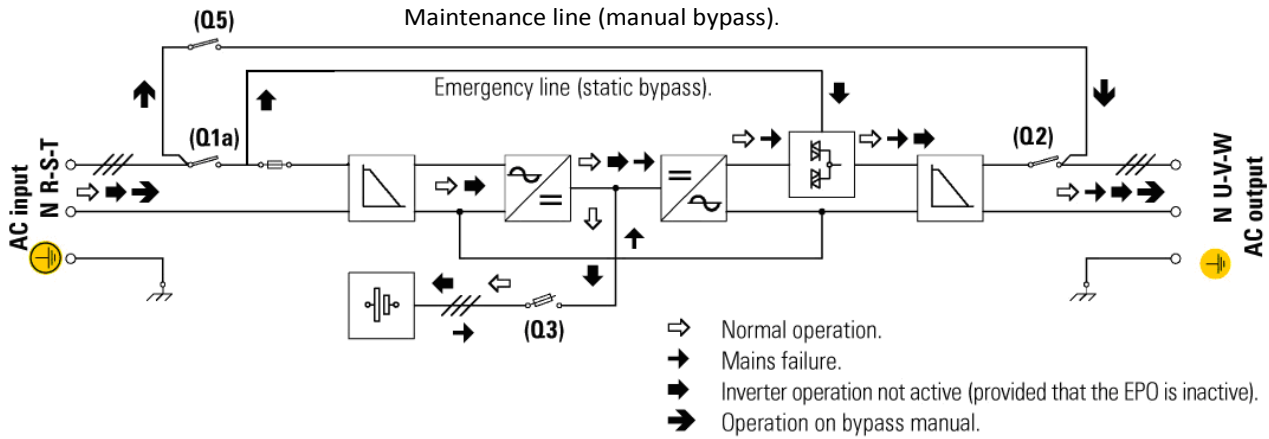 (Q5)
Maintenance line (manual bypass).
Emergency line (static bypass).
(Q1a)
(Q2)
AC input
N R-S-T
N U-V-W
AC output
(Q3)
Normal operation.
Mains failure.
Inverter operation not active (provided that the EPO is inactive).
Operation on bypass manual.